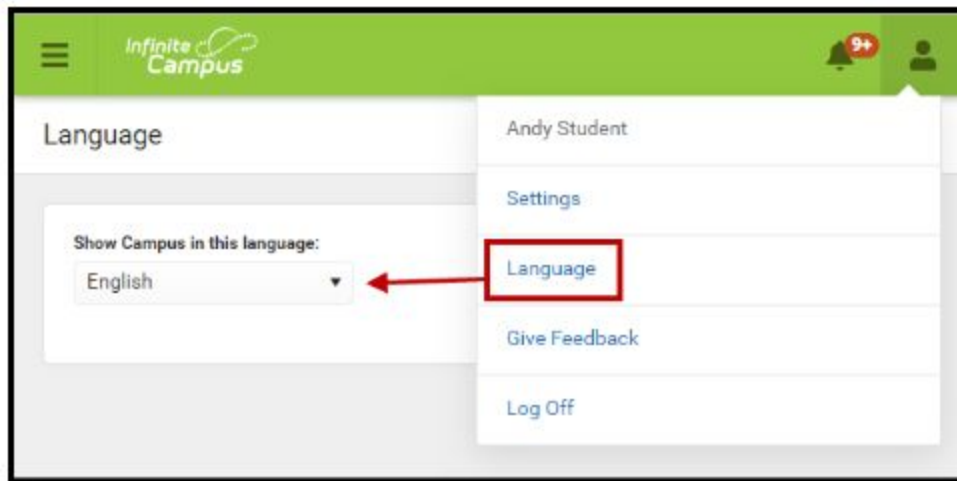 Infinite
Campus
9+
Language
Andy Student
Settings
Show Campus in this language:
English
Language
Give Feedback
Log Off